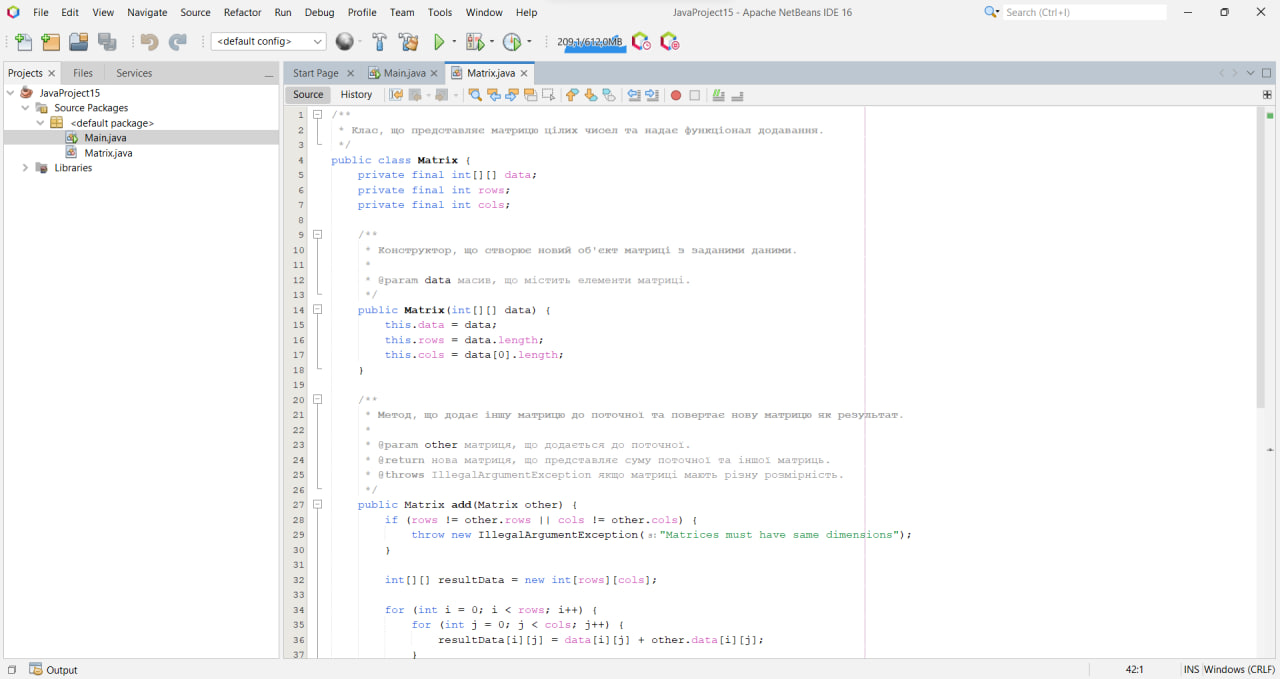 File Edit View Navigate Source Refactor Run Debug Profile Team Tools Window Help JavaProject15 - Apache NetBeans IDE 16 Search (Ctrl+I)
<default config> 209,1/612,0MB
Projects Files Services Start Page Main.java Matrix.java
Source History
JavaProject15
Source Packages
<default package>
Main.java
Matrix.java
Libraries
1 /**
2 * Клас, що представляє матрицю цілих чисел та надає функціонал додавання.
3 */
4 public class Matrix {
5 private final int[][] data;
6 private final int rows;
7 private final int cols;
8
9 /**
10 * Конструктор, що створює новий об'єкт матриці з заданими даними.
11 *
12 * @param data масив, що містить елементи матриці.
13 */
14 public Matrix(int[][] data) {
15 this.data = data;
16 this.rows = data.length;
17 this.cols = data[0].length;
18 }
19
20 /**
21 * Метод, що додає іншу матрицю до поточної та повертає нову матрицю як результат.
22 *
23 * @param other матриця, що додається до поточної.
24 * @return нова матриця, що представляє суму поточної та іншої матриць.
25 * @throws IllegalArgumentException якщо матриці мають різну розмірність.
26 */
27 public Matrix add(Matrix other) {
28 if (rows != other.rows || cols != other.cols) {
29 throw new IllegalArgumentException(s:"Matrices must have same dimensions");
30 }
31
32 int[][] resultData = new int[rows][cols];
33
34 for (int i = 0; i < rows; i++) {
35 for (int j = 0; j < cols; j++) {
36 resultData[i][j] = data[i][j] + other.data[i][j];
37 }
Output 42:1 INS Windows (CRLF)